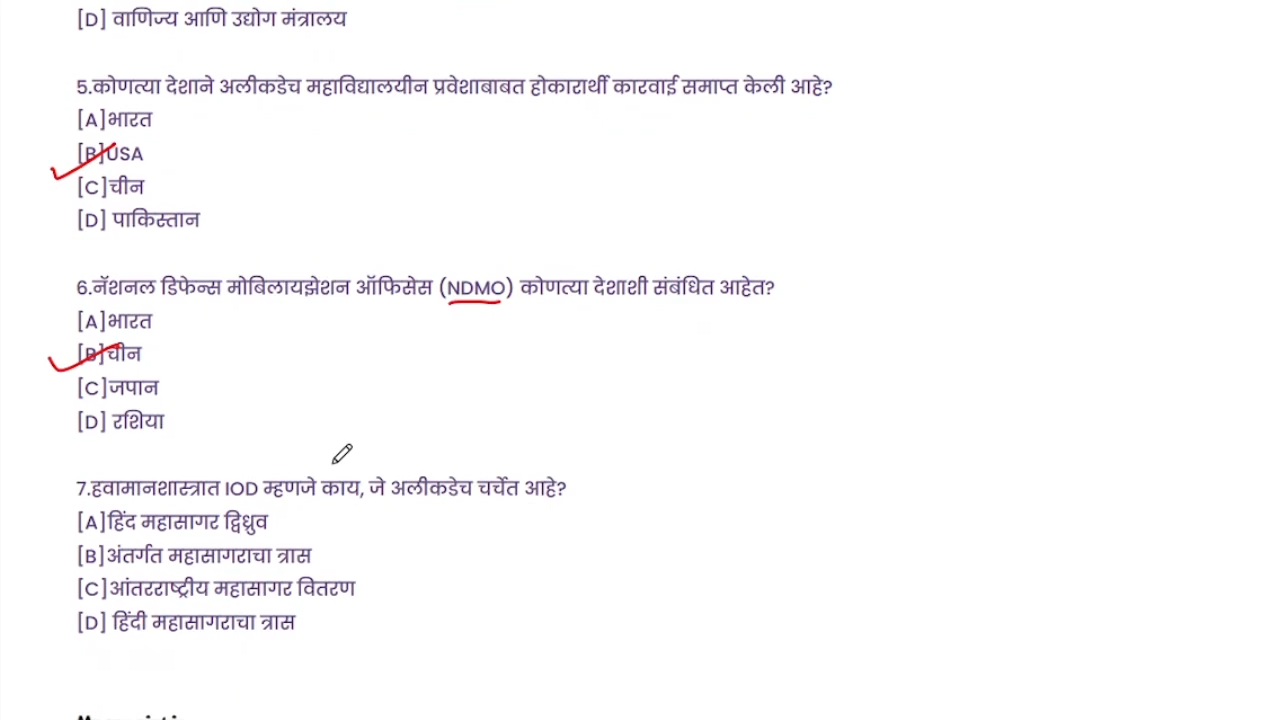 [D] वाणिज्य आणि उद्योग मंत्रालय
5.कोणत्या देशाने अलीकडेच महाविद्यालयीन प्रवेशाबाबत होकारार्थी कारवाई समाप्त केली आहे?
[A]भारत
[B]USA
[C]चीन
[D] पाकिस्तान
6.नॅशनल डिफेन्स मोबिलायझेशन ऑफिसेस (NDMO) कोणत्या देशाशी संबंधित आहेत?
[A]भारत
[B]चीन
[C]जपान
[D] रशिया
7.हवामानशास्त्रात IOD म्हणजे काय, जे अलीकडेच चर्चेत आहे?
[A]हिंद महासागर द्विध्रुव
[B]अंतर्गत महासागराचा त्रास
[C]आंतरराष्ट्रीय महासागर वितरण
[D] हिंदी महासागराचा त्रास